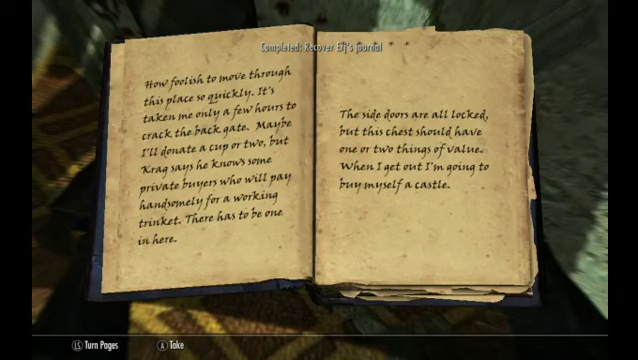 Completed: Recover Erj's Journal
How foolish to move through
this place so quickly. It's
taken me only a few hours to
crack the back gate. Maybe
I'll donate a cup or two, but
Krag says he knows some
private buyers who will pay
handsomely for a working
trinket. There has to be one
in here.
The side doors are all locked,
but this chest should have
one or two things of value.
When I get out I'm going to
buy myself a castle.
LS Turn Pages
A Take